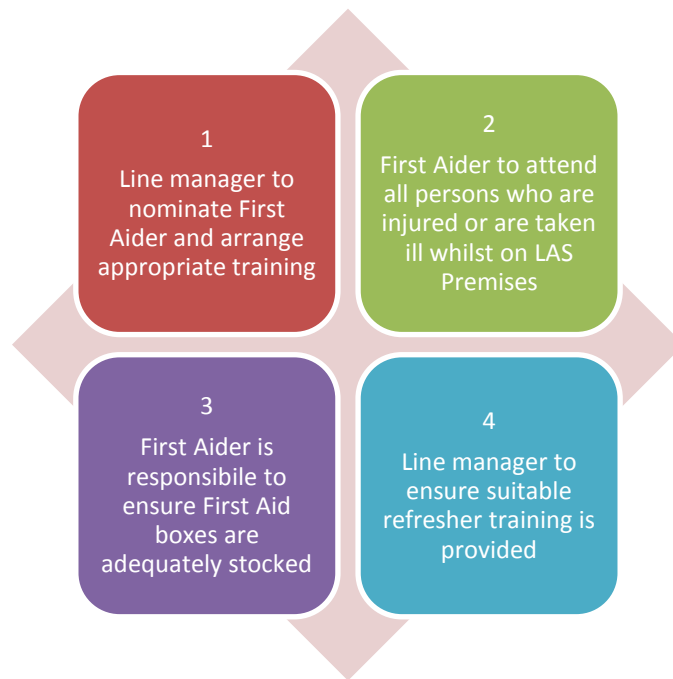 1
Line manager to
nominate First
Aider and arrange
appropriate training
2
First Aider to attend
all persons who are
injured or are taken
ill whilst on LAS
Premises
3
First Aider is
responsibile to
ensure First Aid
boxes are
adequately stocked
4
Line manager to
ensure suitable
refresher training is
provided